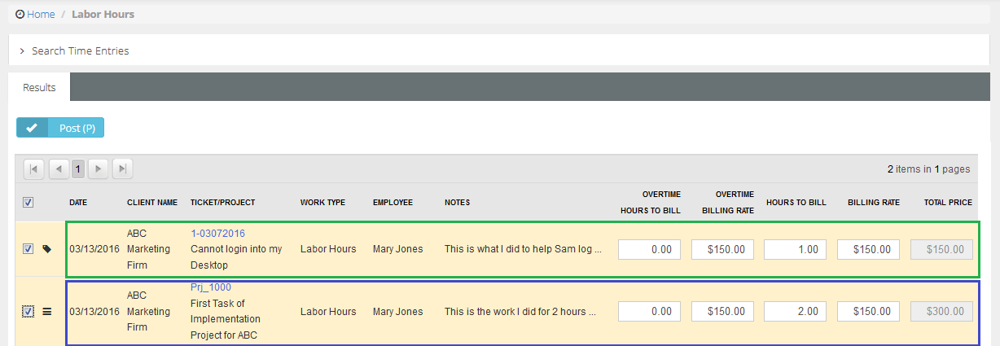 Home / Labor Hours
Search Time Entries
Results
Post (P)
1
2 items in 1 pages
DATE CLIENT NAME TICKET/PROJECT WORK TYPE EMPLOYEE NOTES OVERTIME HOURS TO BILL OVERTIME BILLING RATE HOURS TO BILL BILLING RATE TOTAL PRICE
03/13/2016
ABC
Marketing
Firm
1-03072016
Cannot login into my
Desktop
Labor Hours
Mary Jones
This is what I did to help Sam log ...
0.00
$150.00
1.00
$150.00
$150.00
03/13/2016
ABC
Marketing
Firm
Prj_1000
First Task of
Implementation
Project for ABC
Labor Hours
Mary Jones
This is the work I did for 2 hours ...
0.00
$150.00
2.00
$150.00
$300.00